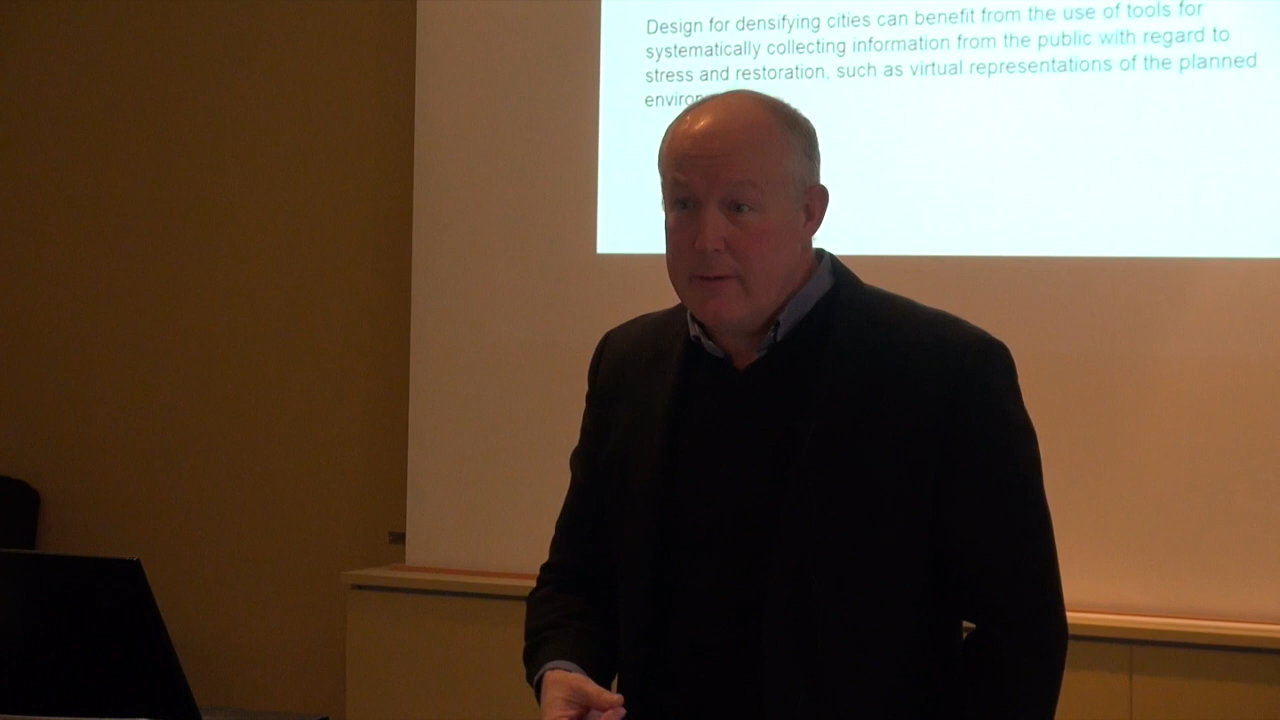 Design for densifying cities can benefit from the use of tools for
systematically collecting information from the public with regard to
stress and restoration, such as virtual representations of the planned